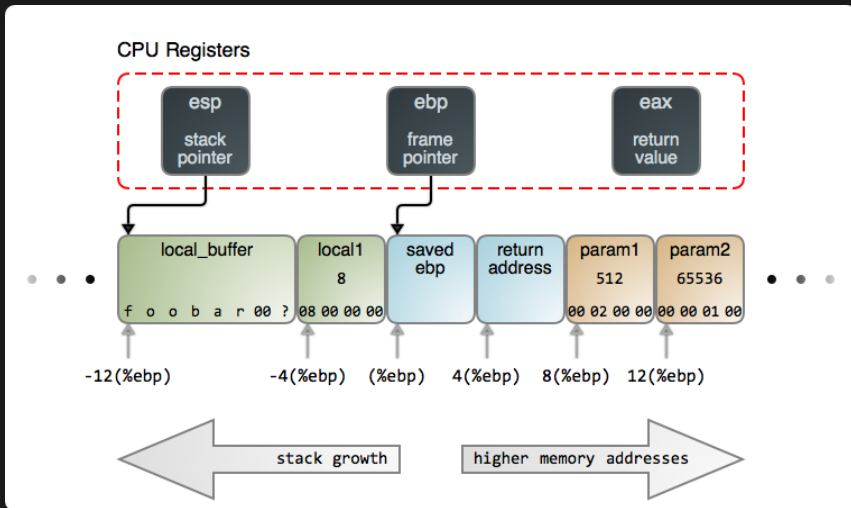 CPU Registers
esp
stack
pointer
ebp
frame
pointer
eax
return
value
local_buffer
f o o b a r 00 ?
local1
8
08 00 00 00
saved
ebp
return
address
param1
512
00 02 00 00
param2
65536
00 00 01 00
-12(%ebp)
-4(%ebp)
(%ebp)
4(%ebp)
8(%ebp)
12(%ebp)
stack growth
higher memory addresses